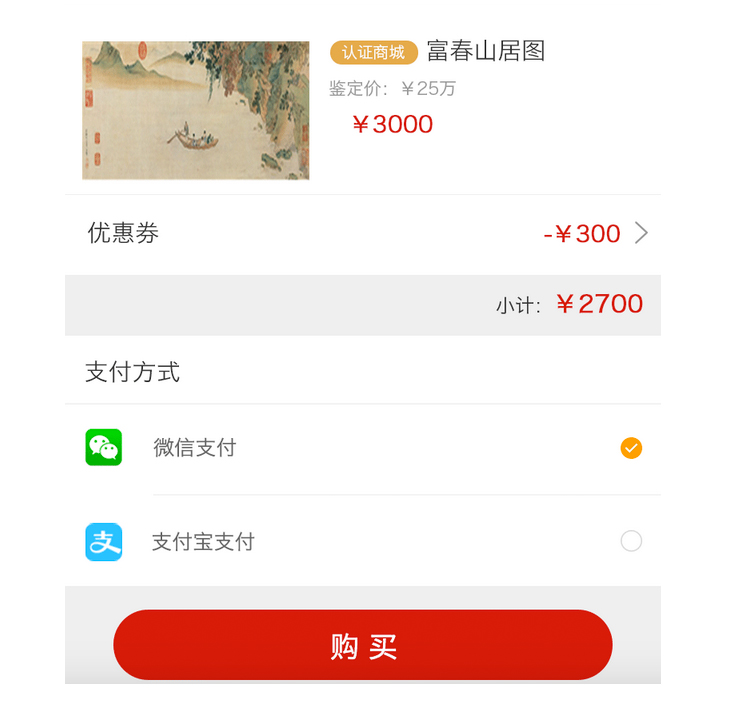 认证商城 富春山居图
鉴定价：￥25万
￥3000
优惠券 -￥300
小计：￥2700
支付方式
微信支付
支 支付宝支付
购买